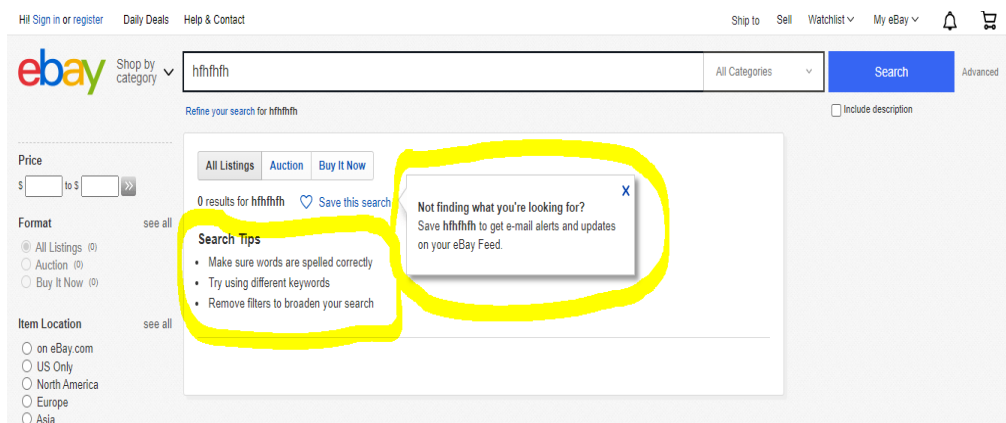 Hi! Sign in or register Daily Deals Help & Contact Ship to Sell Watchlist My eBay
ebay Shop by category hfhfhfh All Categories Search Advanced
Refine your search for hfhfhfh Include description
Price
$ to $
Format see all
All Listings (0)
Auction (0)
Buy It Now (0)
Item Location see all
on eBay.com
US Only
North America
Europe
Asia
All Listings Auction Buy It Now
0 results for hfhfhfh Save this search
Search Tips
• Make sure words are spelled correctly
• Try using different keywords
• Remove filters to broaden your search
X
Not finding what you're looking for?
Save hfhfhfh to get e-mail alerts and updates
on your eBay Feed.